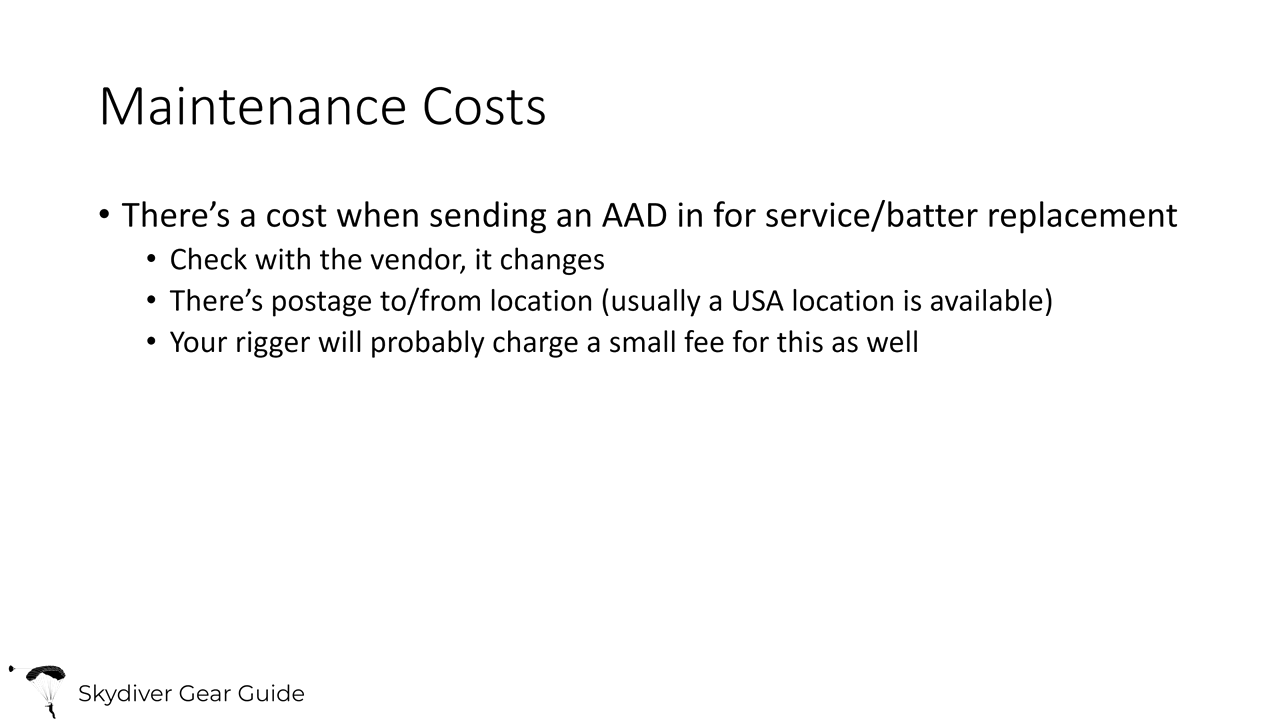 Maintenance Costs
• There’s a cost when sending an AAD in for service/batter replacement
• Check with the vendor, it changes
• There’s postage to/from location (usually a USA location is available)
• Your rigger will probably charge a small fee for this as well
Skydiver Gear Guide